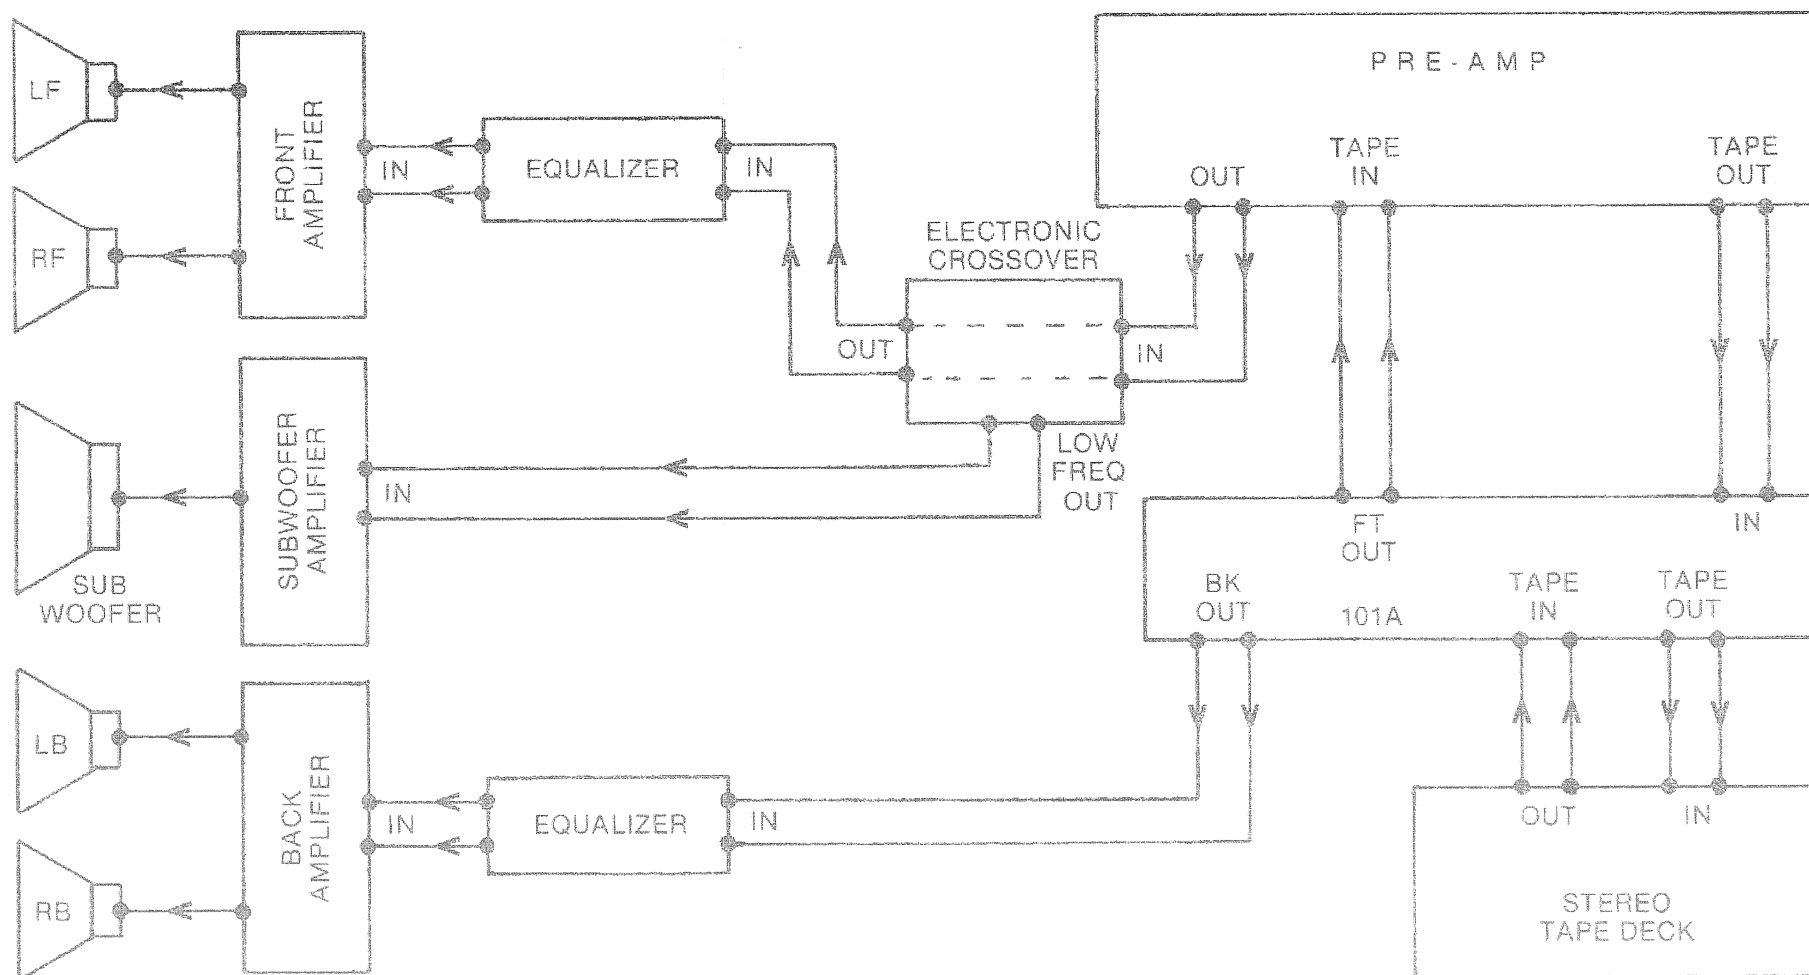 PRE-AMP
LF
FRONT
AMPLIFIER
IN
EQUALIZER
IN
OUT
TAPE
IN
TAPE
OUT
RF
ELECTRONIC
CROSSOVER
OUT
IN
LOW
FREQ
OUT
SUB
WOOFER
SUBWOOFER
AMPLIFIER
IN
FT
OUT
IN
BK
OUT
101A
TAPE
IN
TAPE
OUT
LB
BACK
AMPLIFIER
IN
EQUALIZER
IN
OUT
IN
RB
STEREO
TAPE DECK